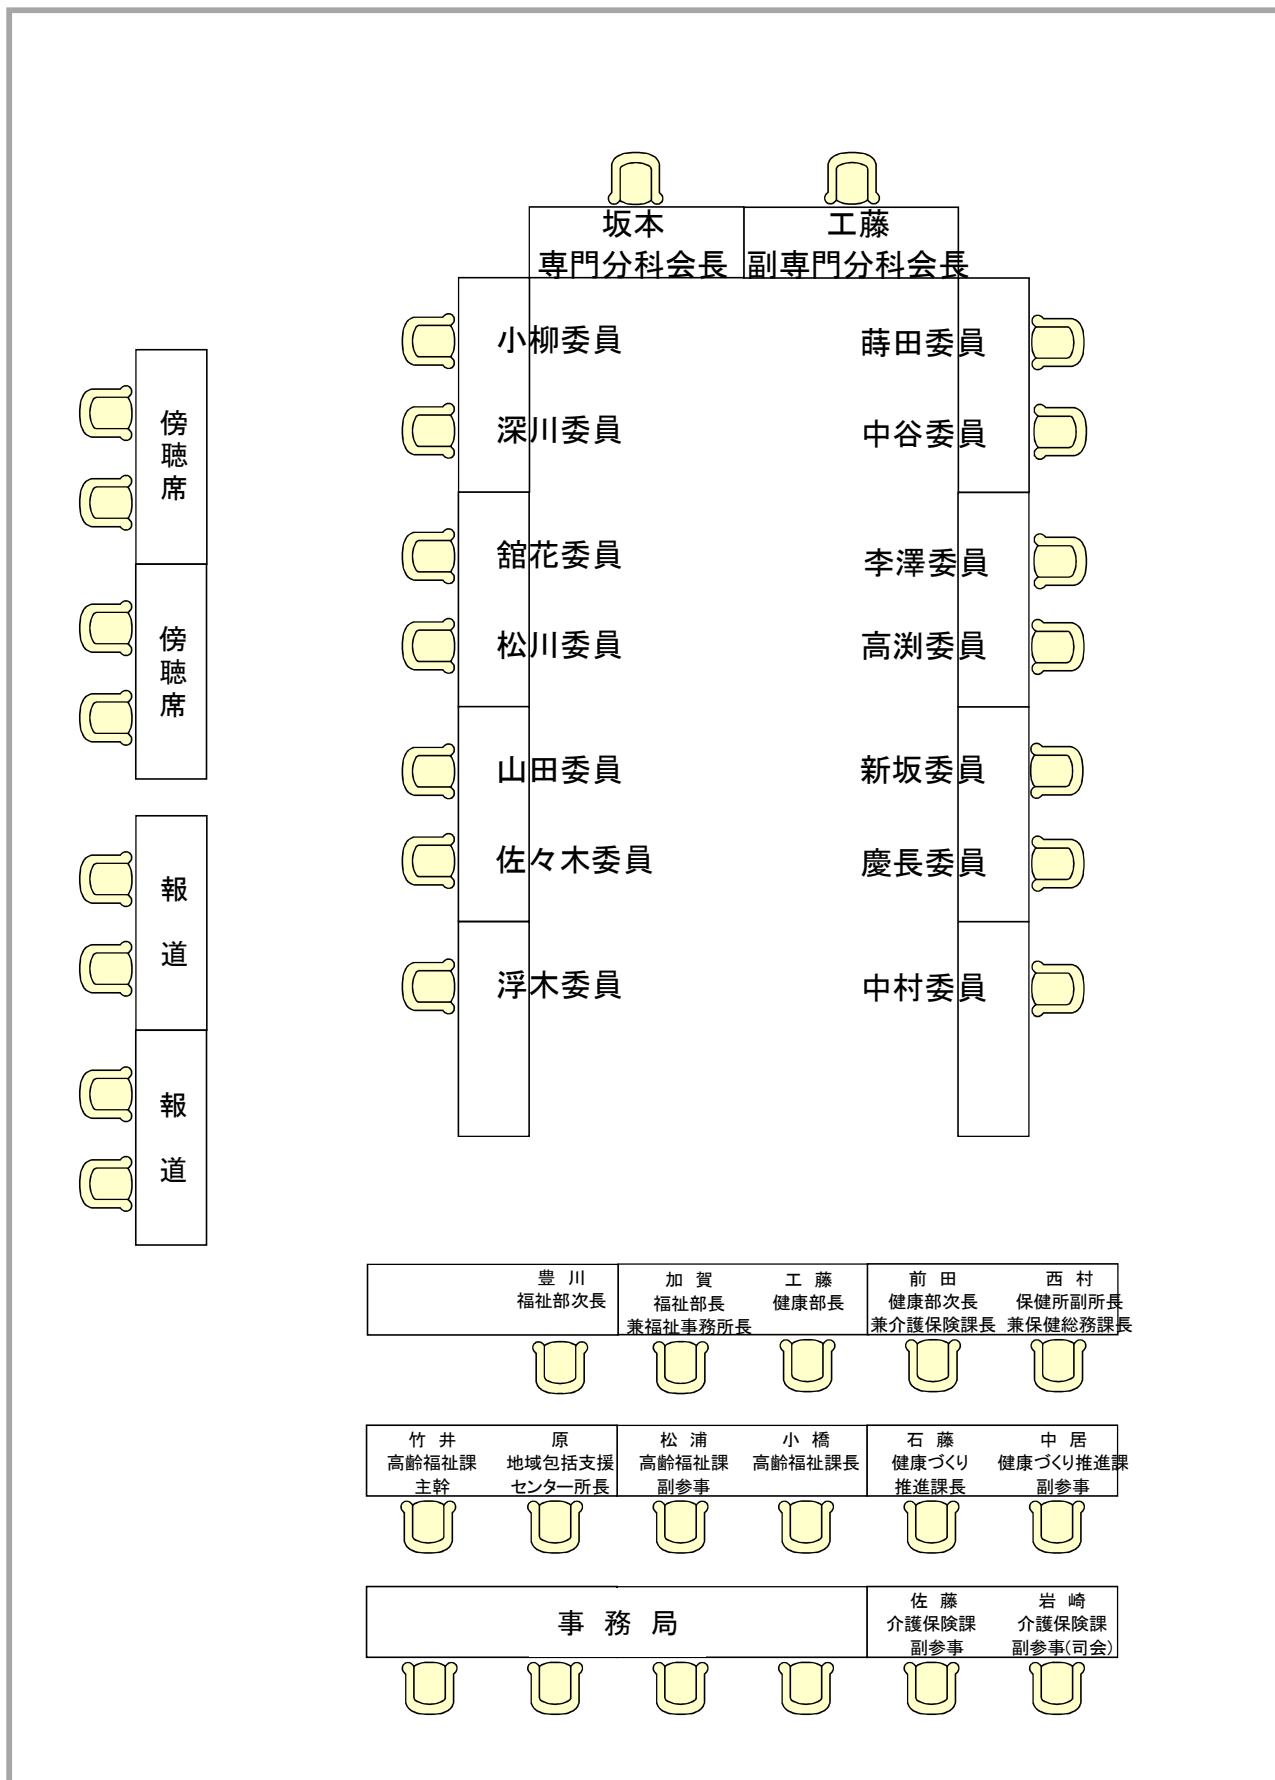 坂本
専門分科会長
工藤
副専門分科会長
小柳委員
深川委員
舘花委員
松川委員
山田委員
佐々木委員
浮木委員
蒔田委員
中谷委員
李澤委員
高渕委員
新坂委員
慶長委員
中村委員
傍聴席
傍聴席
報道
報道
豊 川
福祉部次長
加 賀
福祉部長
兼福祉事務所長
工 藤
健康部長
前 田
健康部次長
兼介護保険課長
西 村
保健所副所長
兼保健総務課長
竹 井
高齢福祉課
主幹
原
地域包括支援
センター所長
松 浦
高齢福祉課
副参事
小 橋
高齢福祉課長
石 藤
健康づくり
推進課長
中 居
健康づくり推進課
副参事
事 務 局
佐 藤
介護保険課
副参事
岩 崎
介護保険課
副参事(司会)